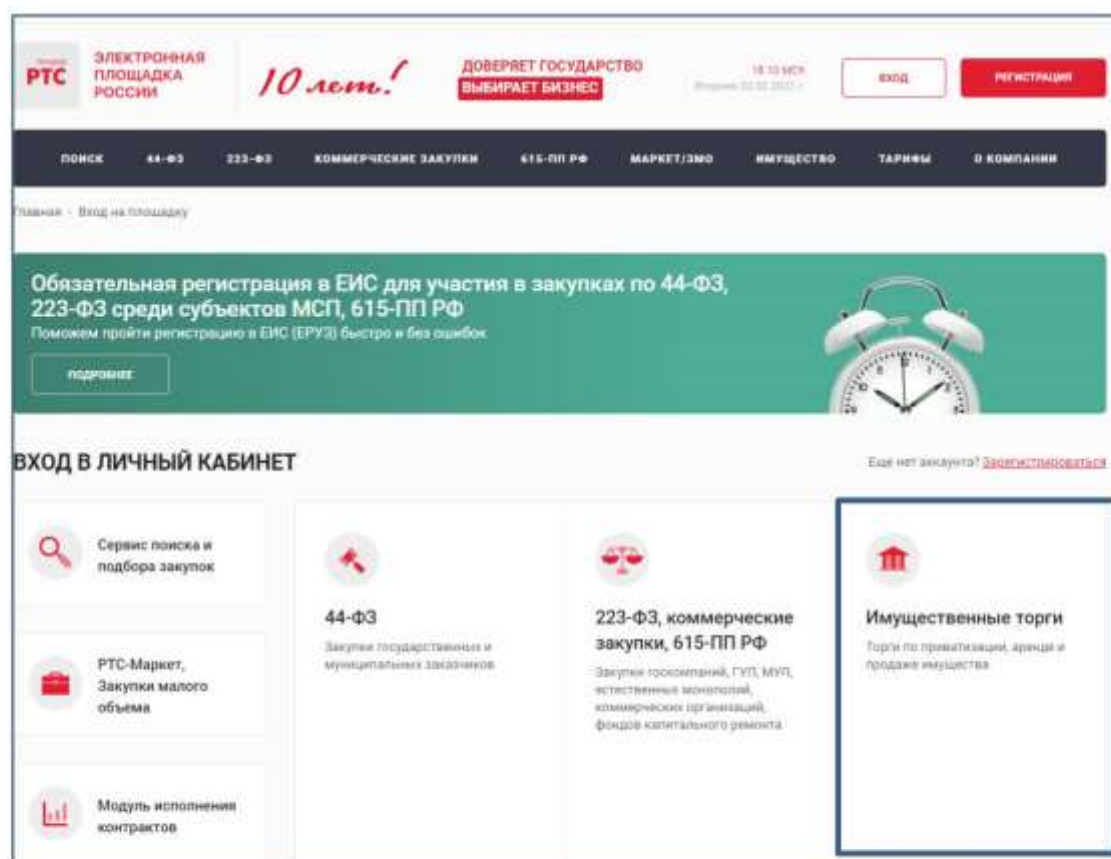 РТС
ЭЛЕКТРОННАЯ
ПЛОЩАДКА
РОССИИ
10 лет!
ДОВЕРЯЕТ ГОСУДАРСТВО
ВЫБИРАЕТ БИЗНЕС
18:10 МСК
ВХОД
РЕГИСТРАЦИЯ
ПОИСК 44-ФЗ 223-ФЗ КОММЕРЧЕСКИЕ ЗАКУПКИ 615-ПП РФ МАРКЕТ/ЗМО ИМУЩЕСТВО ТАРИФЫ О КОМПАНИИ
Главная - Вход на площадку
Обязательная регистрация в ЕИС для участия в закупках по 44-ФЗ,
223-ФЗ среди субъектов МСП, 615-ПП РФ
Поможем пройти регистрацию в ЕИС (ЕРУЗ) быстро и без ошибок
ПОДРОБНЕЕ
ВХОД В ЛИЧНЫЙ КАБИНЕТ
Еще нет аккаунта? Зарегистрироваться
Сервис поиска и
подбора закупок
РТС-Маркет,
Закупки малого
объема
Модуль исполнения
контрактов
44-ФЗ
Закупки государственных и
муниципальных заказчиков
223-ФЗ, коммерческие
закупки, 615-ПП РФ
Закупки госкомпаний, ГУП, МУП,
естественных монополий,
коммерческих организаций,
фондов капитального ремонта
Имущественные торги
Торги по приватизации, аренде и
продаже имущества